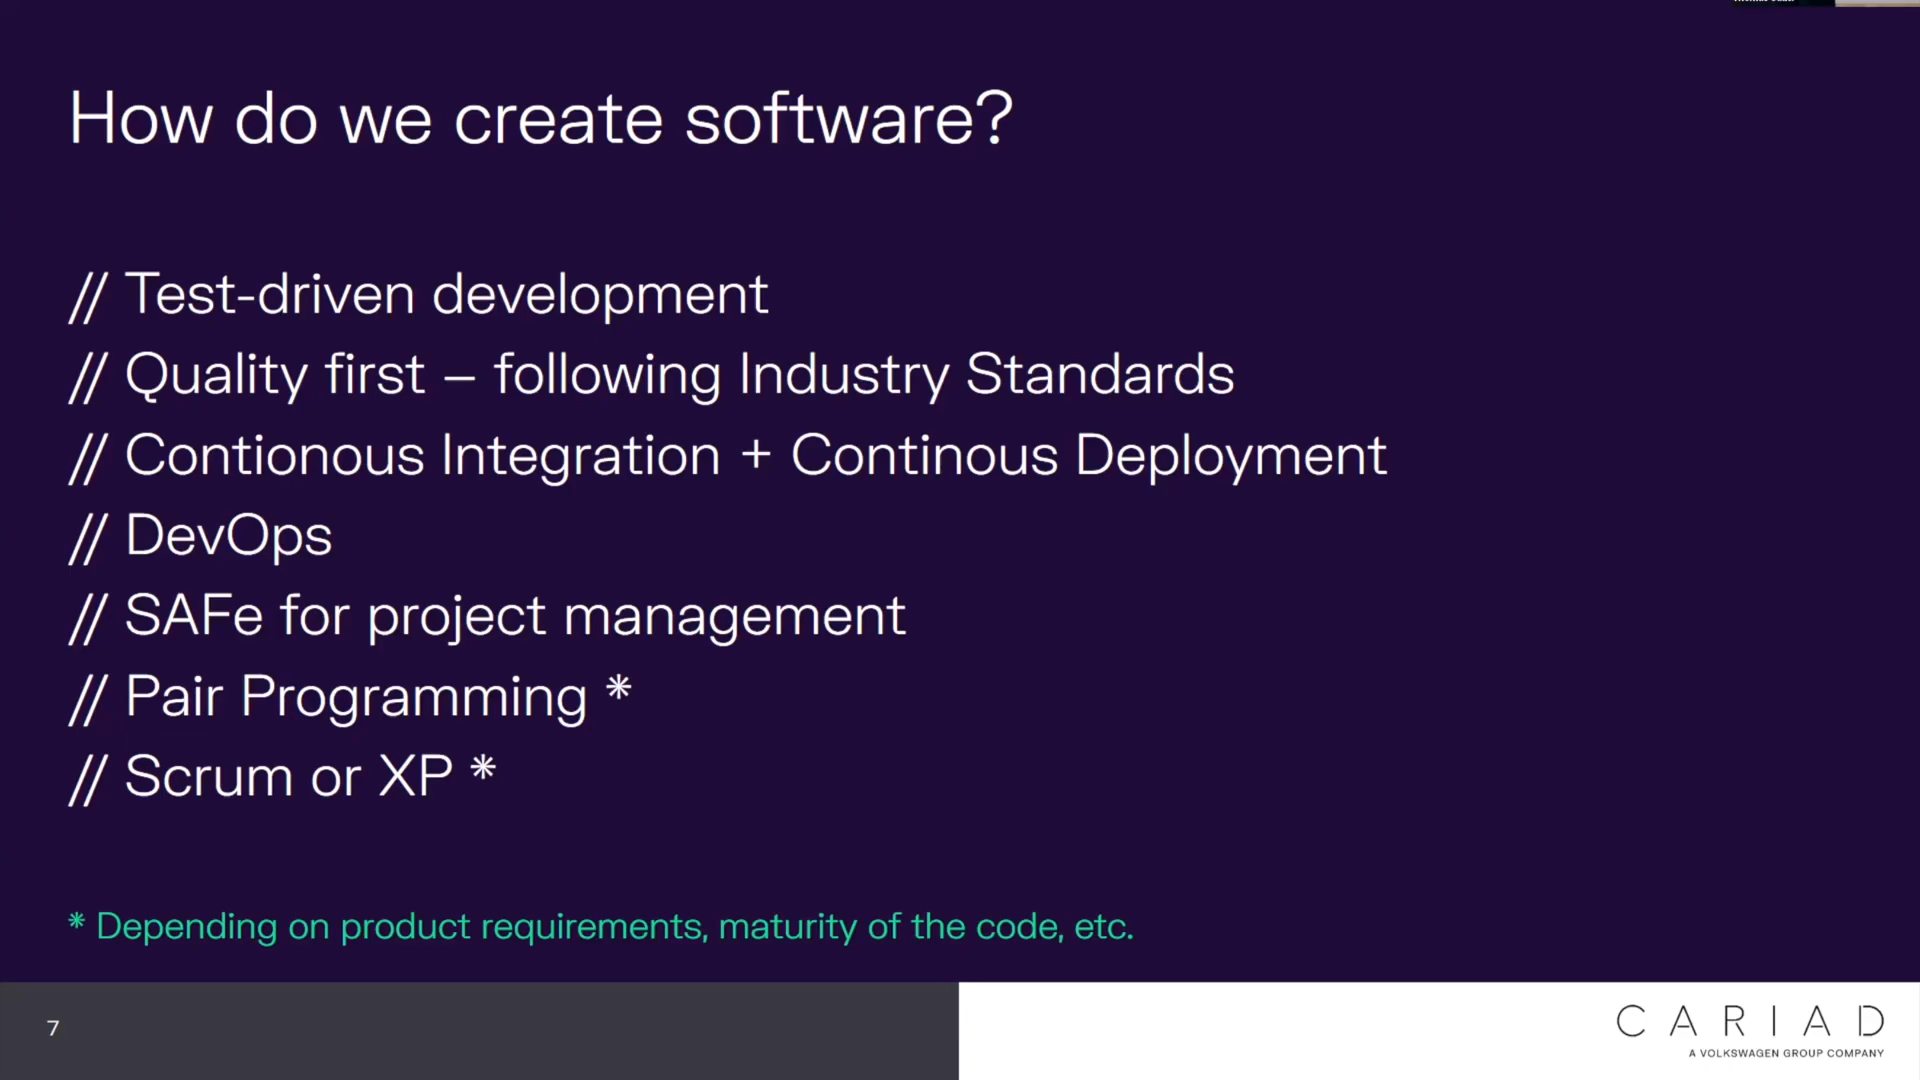 How do we create software?
// Test-driven development
// Quality first – following Industry Standards
// Contionous Integration + Continous Deployment
// DevOps
// SAFe for project management
// Pair Programming *
// Scrum or XP *
* Depending on product requirements, maturity of the code, etc.
7
CARIAD
A VOLKSWAGEN GROUP COMPANY